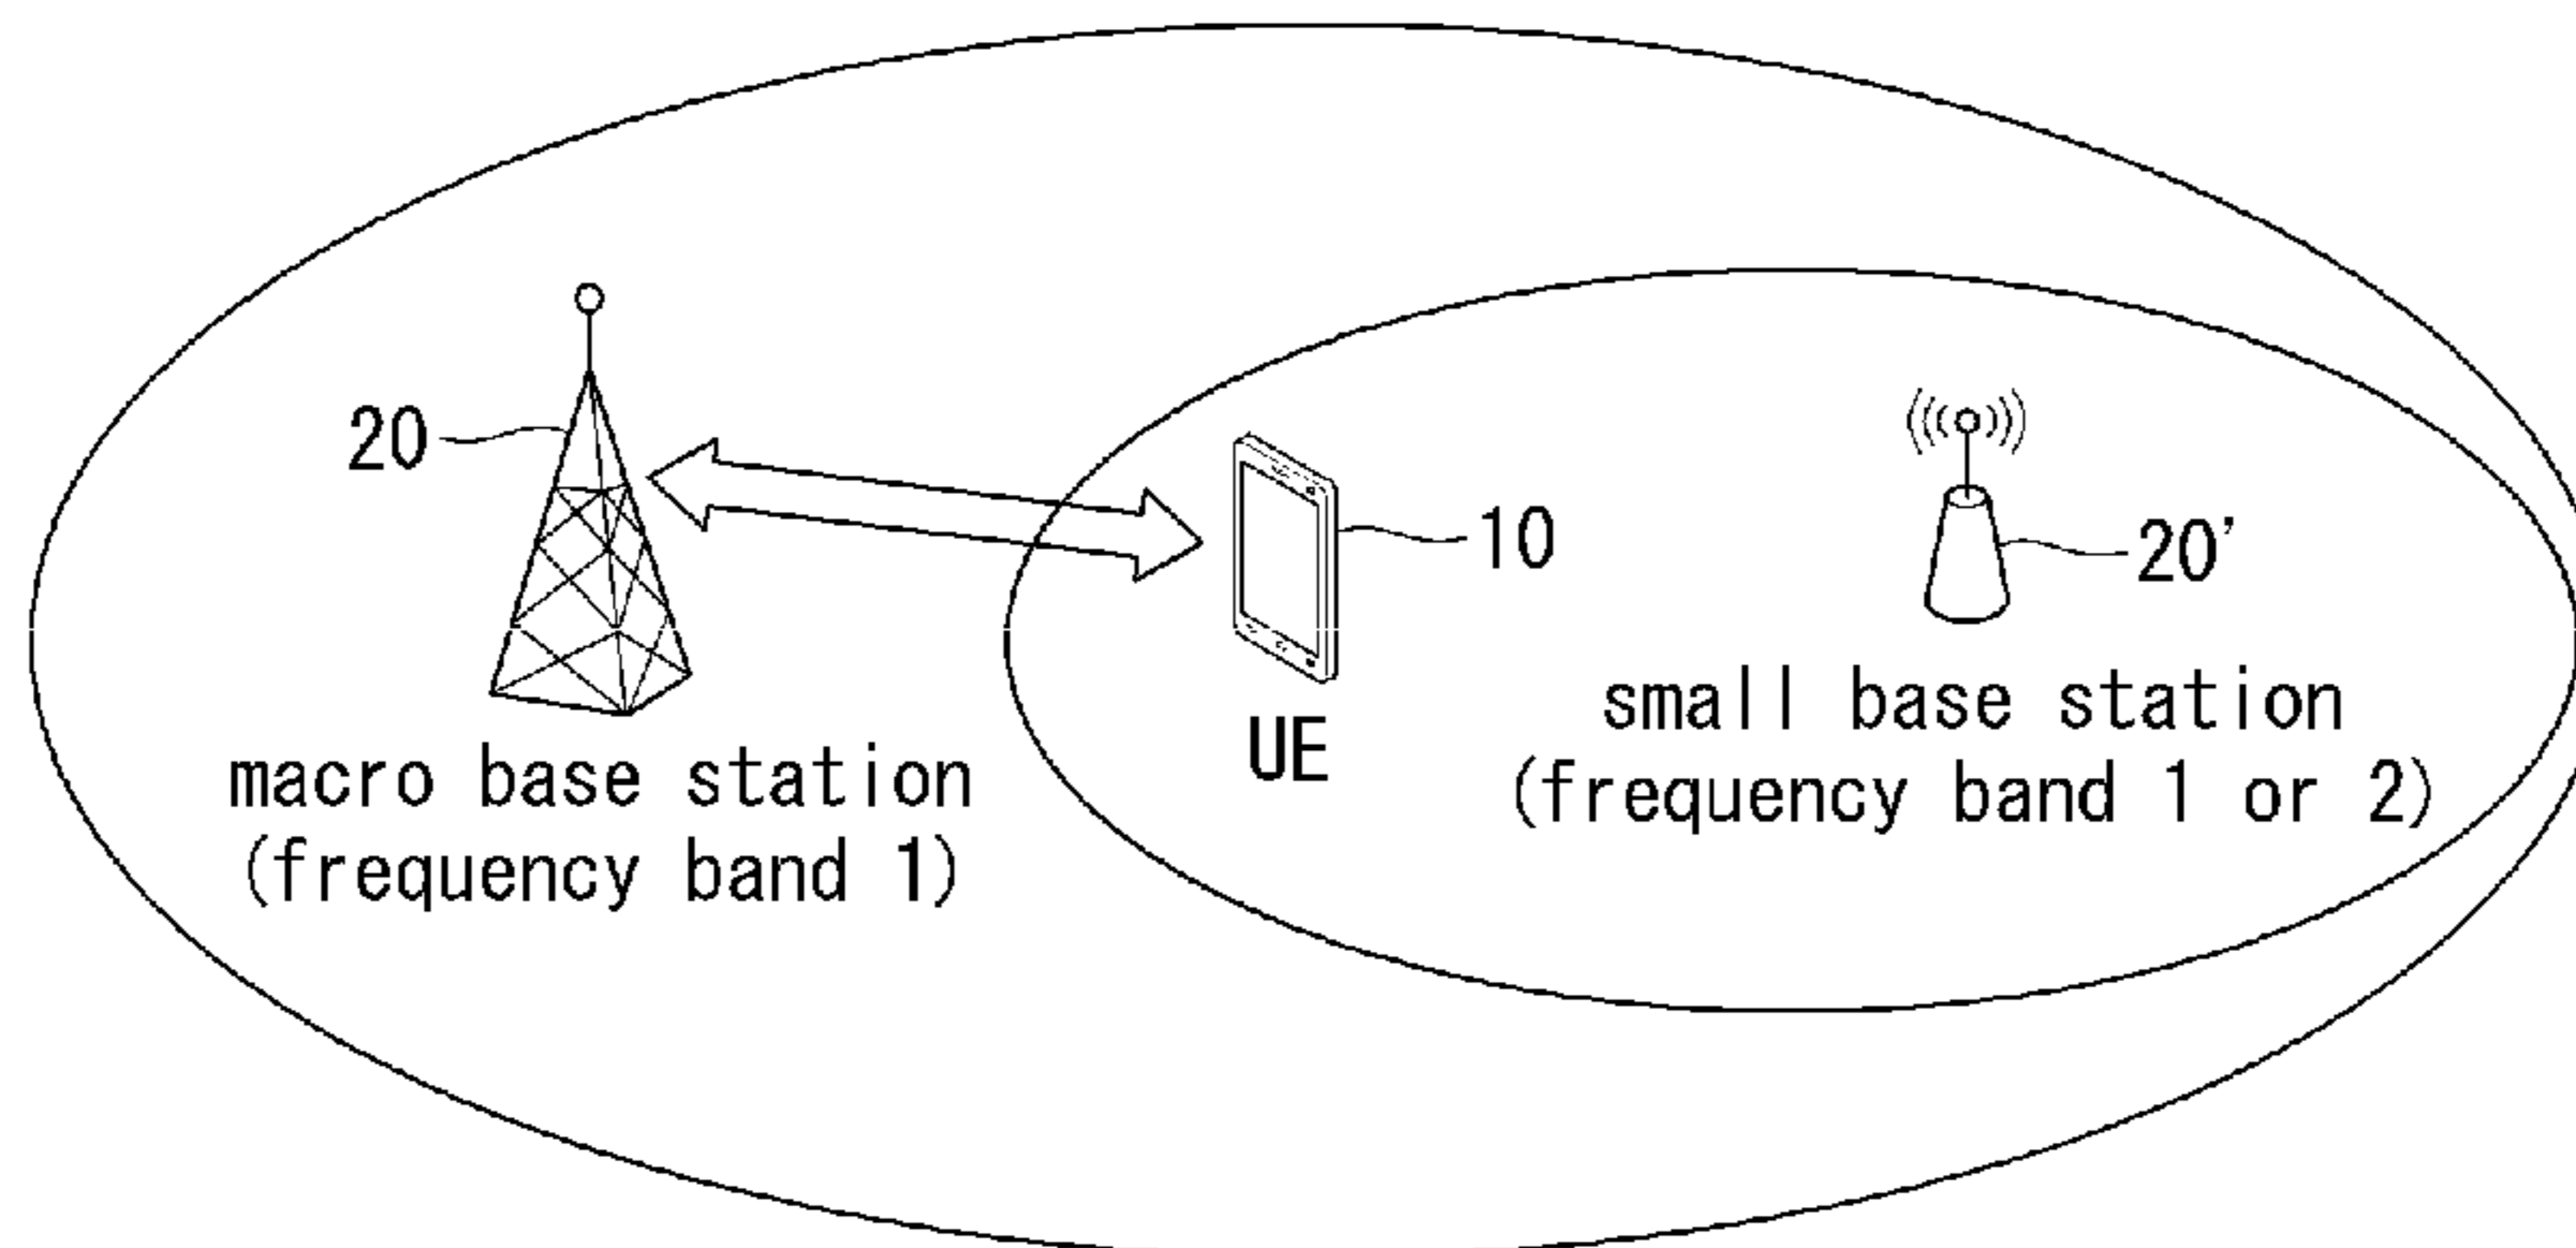 20
10
20'
UE
small base station
(frequency band 1 or 2)
macro base station
(frequency band 1)